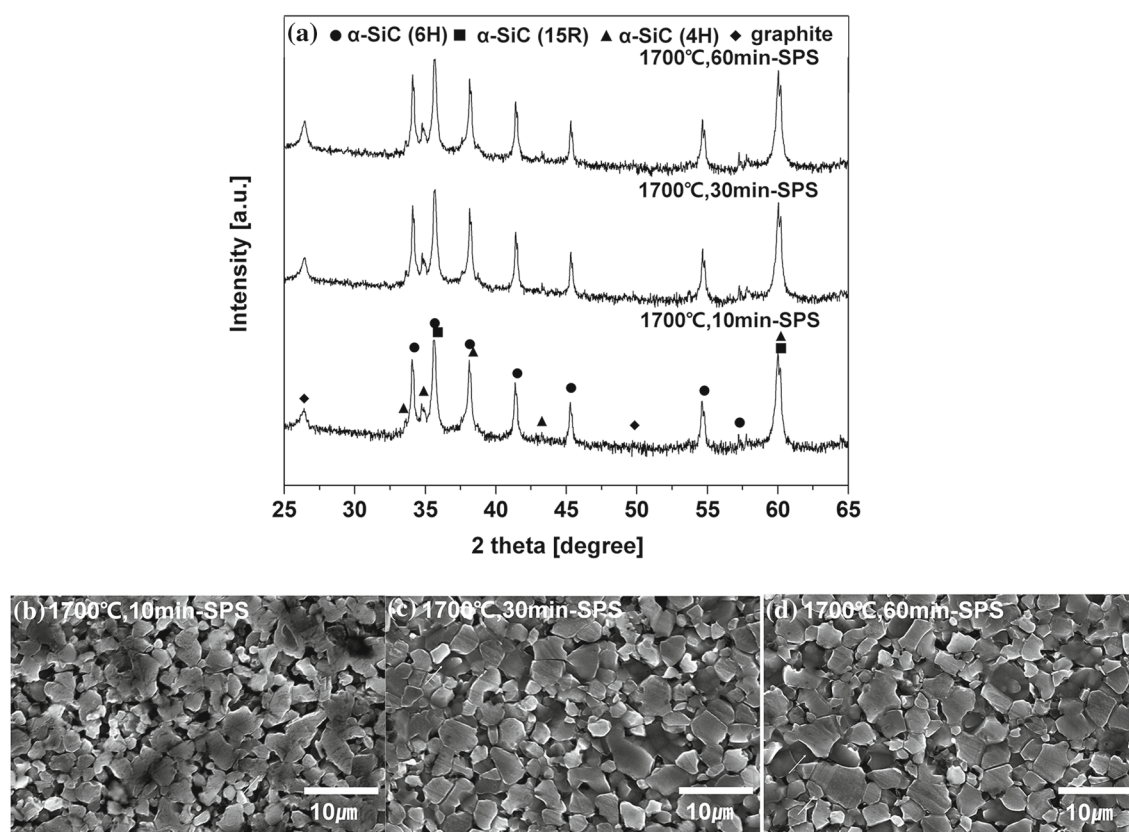 (a) ● α-SiC (6H) ■ α-SiC (15R) ▲ α-SiC (4H) ◆ graphite
1700℃,60min-SPS
1700℃,30min-SPS
1700℃,10min-SPS
Intensity [a.u.]
25 30 35 40 45 50 55 60 65
2 theta [degree]
(b) 1700℃,10min-SPS
(c) 1700℃,30min-SPS
(d) 1700℃,60min-SPS
10㎛
10㎛
10㎛